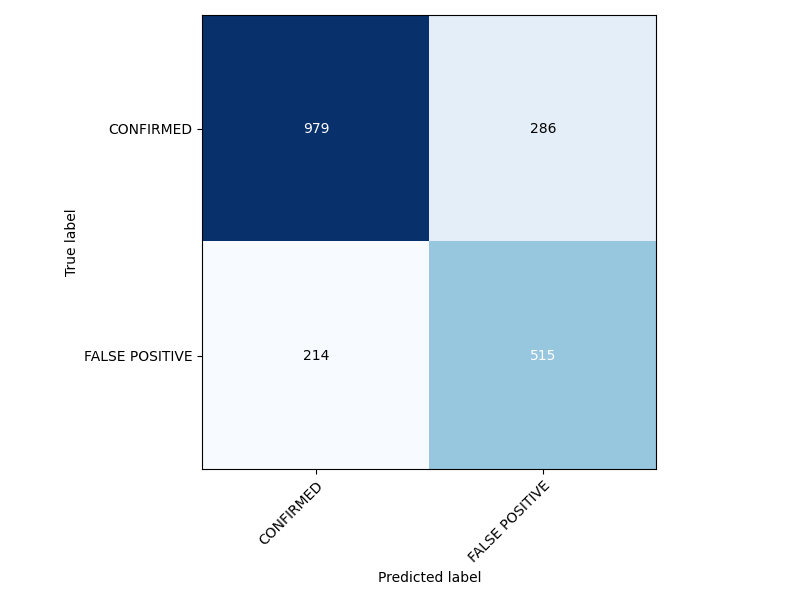 CONFIRMED
979
286
True label
FALSE POSITIVE
214
515
CONFIRMED
FALSE POSITIVE
Predicted label